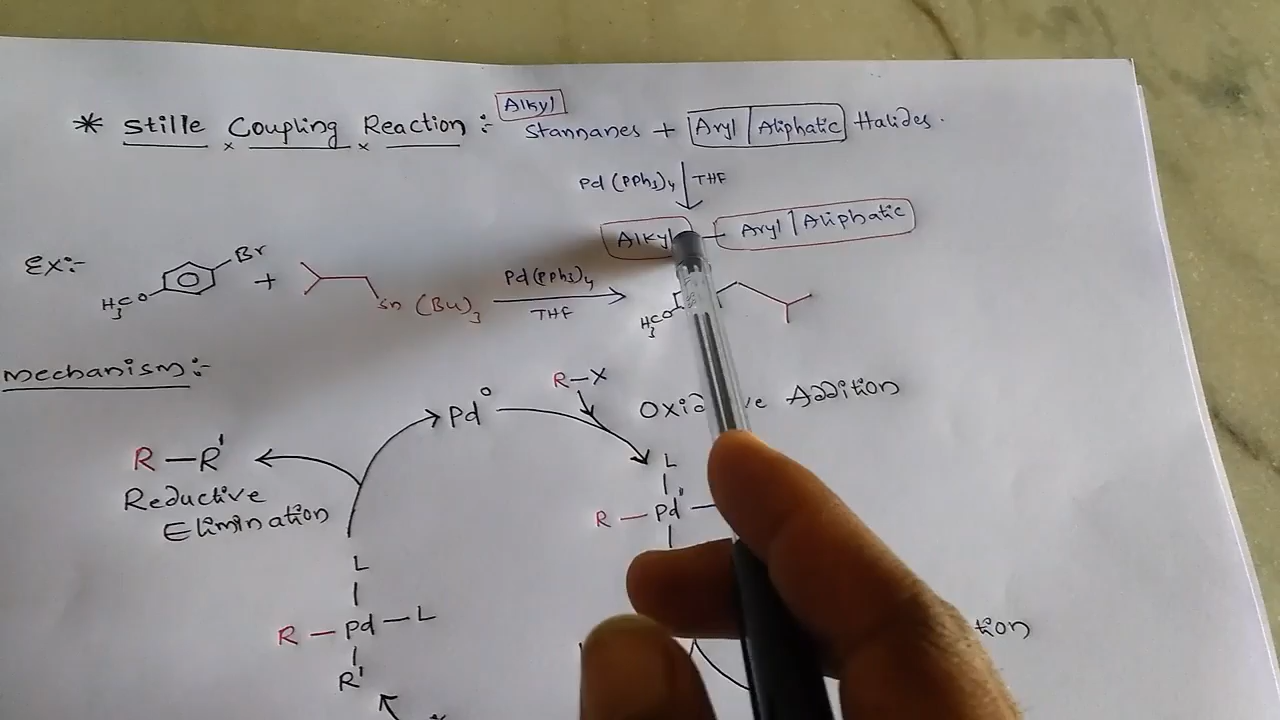 * Stille Coupling Reaction :- Alkyl Stannanes + Aryl | Aliphatic Halides.
Pd (PPh3)4 THF
Alkyl — Aryl | Aliphatic
Ex:- Br
H3CO + Sn (Bu)3 Pd(PPh3)4
THF H3CO
Mechanism:-
Pd° R-X
Oxid ve Addition
R-R'
Reductive
Elimination
L
R-Pd'-
L
R-Pd-L
tion
R'